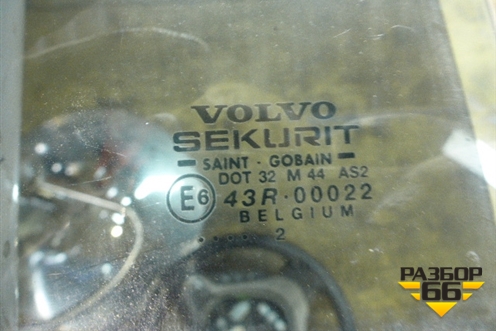 VOLVO
SEKURIT
SAINT - GOBAIN
DOT 32 M 44 AS2
E6 43R-00022
BELGIUM
..... 2
РАЗБОР
66